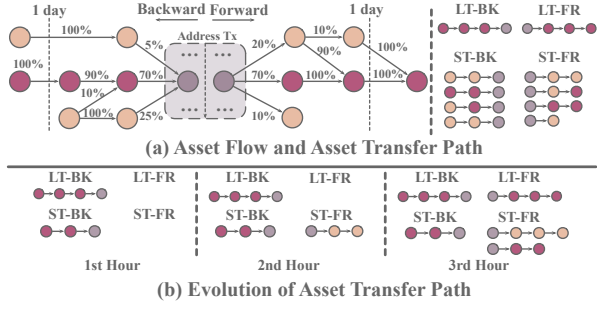 1 day
Backward
Forward
1 day
LT-BK
LT-FR
100%
5%
Address Tx
...
...
20%
10%
90%
100%
ST-BK
ST-FR
100%
90%
70%
70%
100%
100%
10%
100%
25%
...
...
10%
(a) Asset Flow and Asset Transfer Path
LT-BK
LT-FR
LT-BK
LT-FR
LT-BK
LT-FR
ST-BK
ST-FR
ST-BK
ST-FR
ST-BK
ST-FR
1st Hour
2nd Hour
3rd Hour
(b) Evolution of Asset Transfer Path